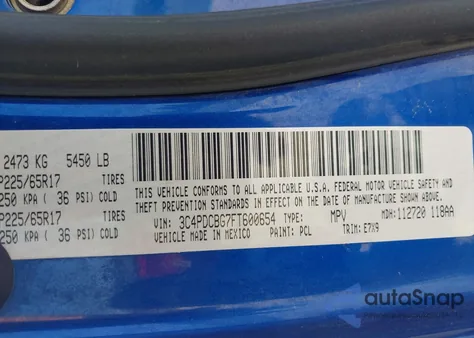 2473 KG 5450 LB
P225/65R17 TIRES
250 KPA ( 36 PSI) COLD
P225/65R17 TIRES
250 KPA ( 36 PSI) COLD
THIS VEHICLE CONFORMS TO ALL APPLICABLE U.S.A. FEDERAL MOTOR VEHICLE SAFETY AND
THEFT PREVENTION STANDARDS IN EFFECT ON THE DATE OF MANUFACTURE SHOWN ABOVE.
VIN: 3C4PDCBG7FT600654 TYPE: MPV MDH: 112720 118AA
VEHICLE MADE IN MEXICO PAINT: PCL TRIM: E7X9
autoSnap